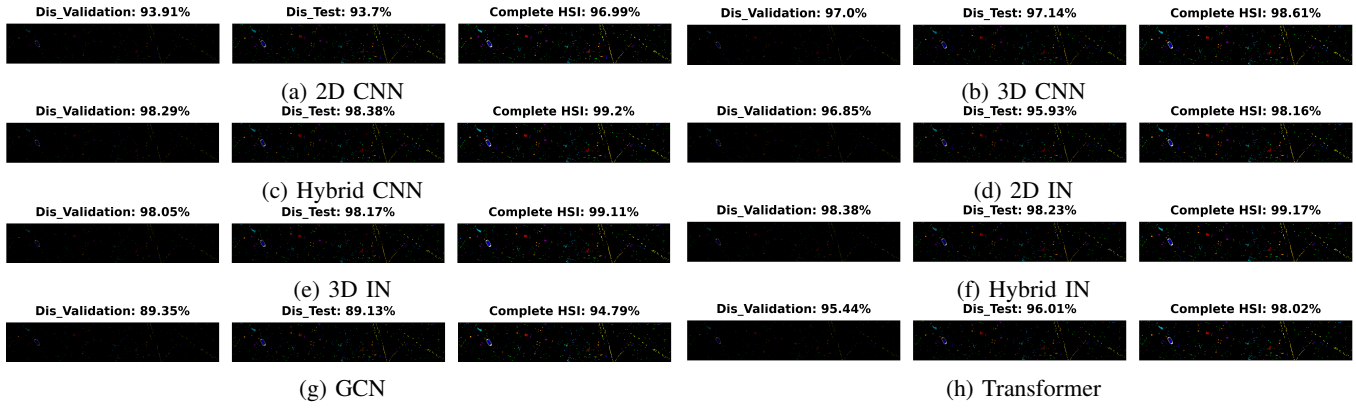 Dis_Validation: 93.91% Dis_Test: 93.7% Complete HSI: 96.99% Dis_Validation: 97.0% Dis_Test: 97.14% Complete HSI: 98.61%
(a) 2D CNN (b) 3D CNN
Dis_Validation: 98.29% Dis_Test: 98.38% Complete HSI: 99.2% Dis_Validation: 96.85% Dis_Test: 95.93% Complete HSI: 98.16%
(c) Hybrid CNN (d) 2D IN
Dis_Validation: 98.05% Dis_Test: 98.17% Complete HSI: 99.11% Dis_Validation: 98.38% Dis_Test: 98.23% Complete HSI: 99.17%
(e) 3D IN (f) Hybrid IN
Dis_Validation: 89.35% Dis_Test: 89.13% Complete HSI: 94.79% Dis_Validation: 95.44% Dis_Test: 96.01% Complete HSI: 98.02%
(g) GCN (h) Transformer